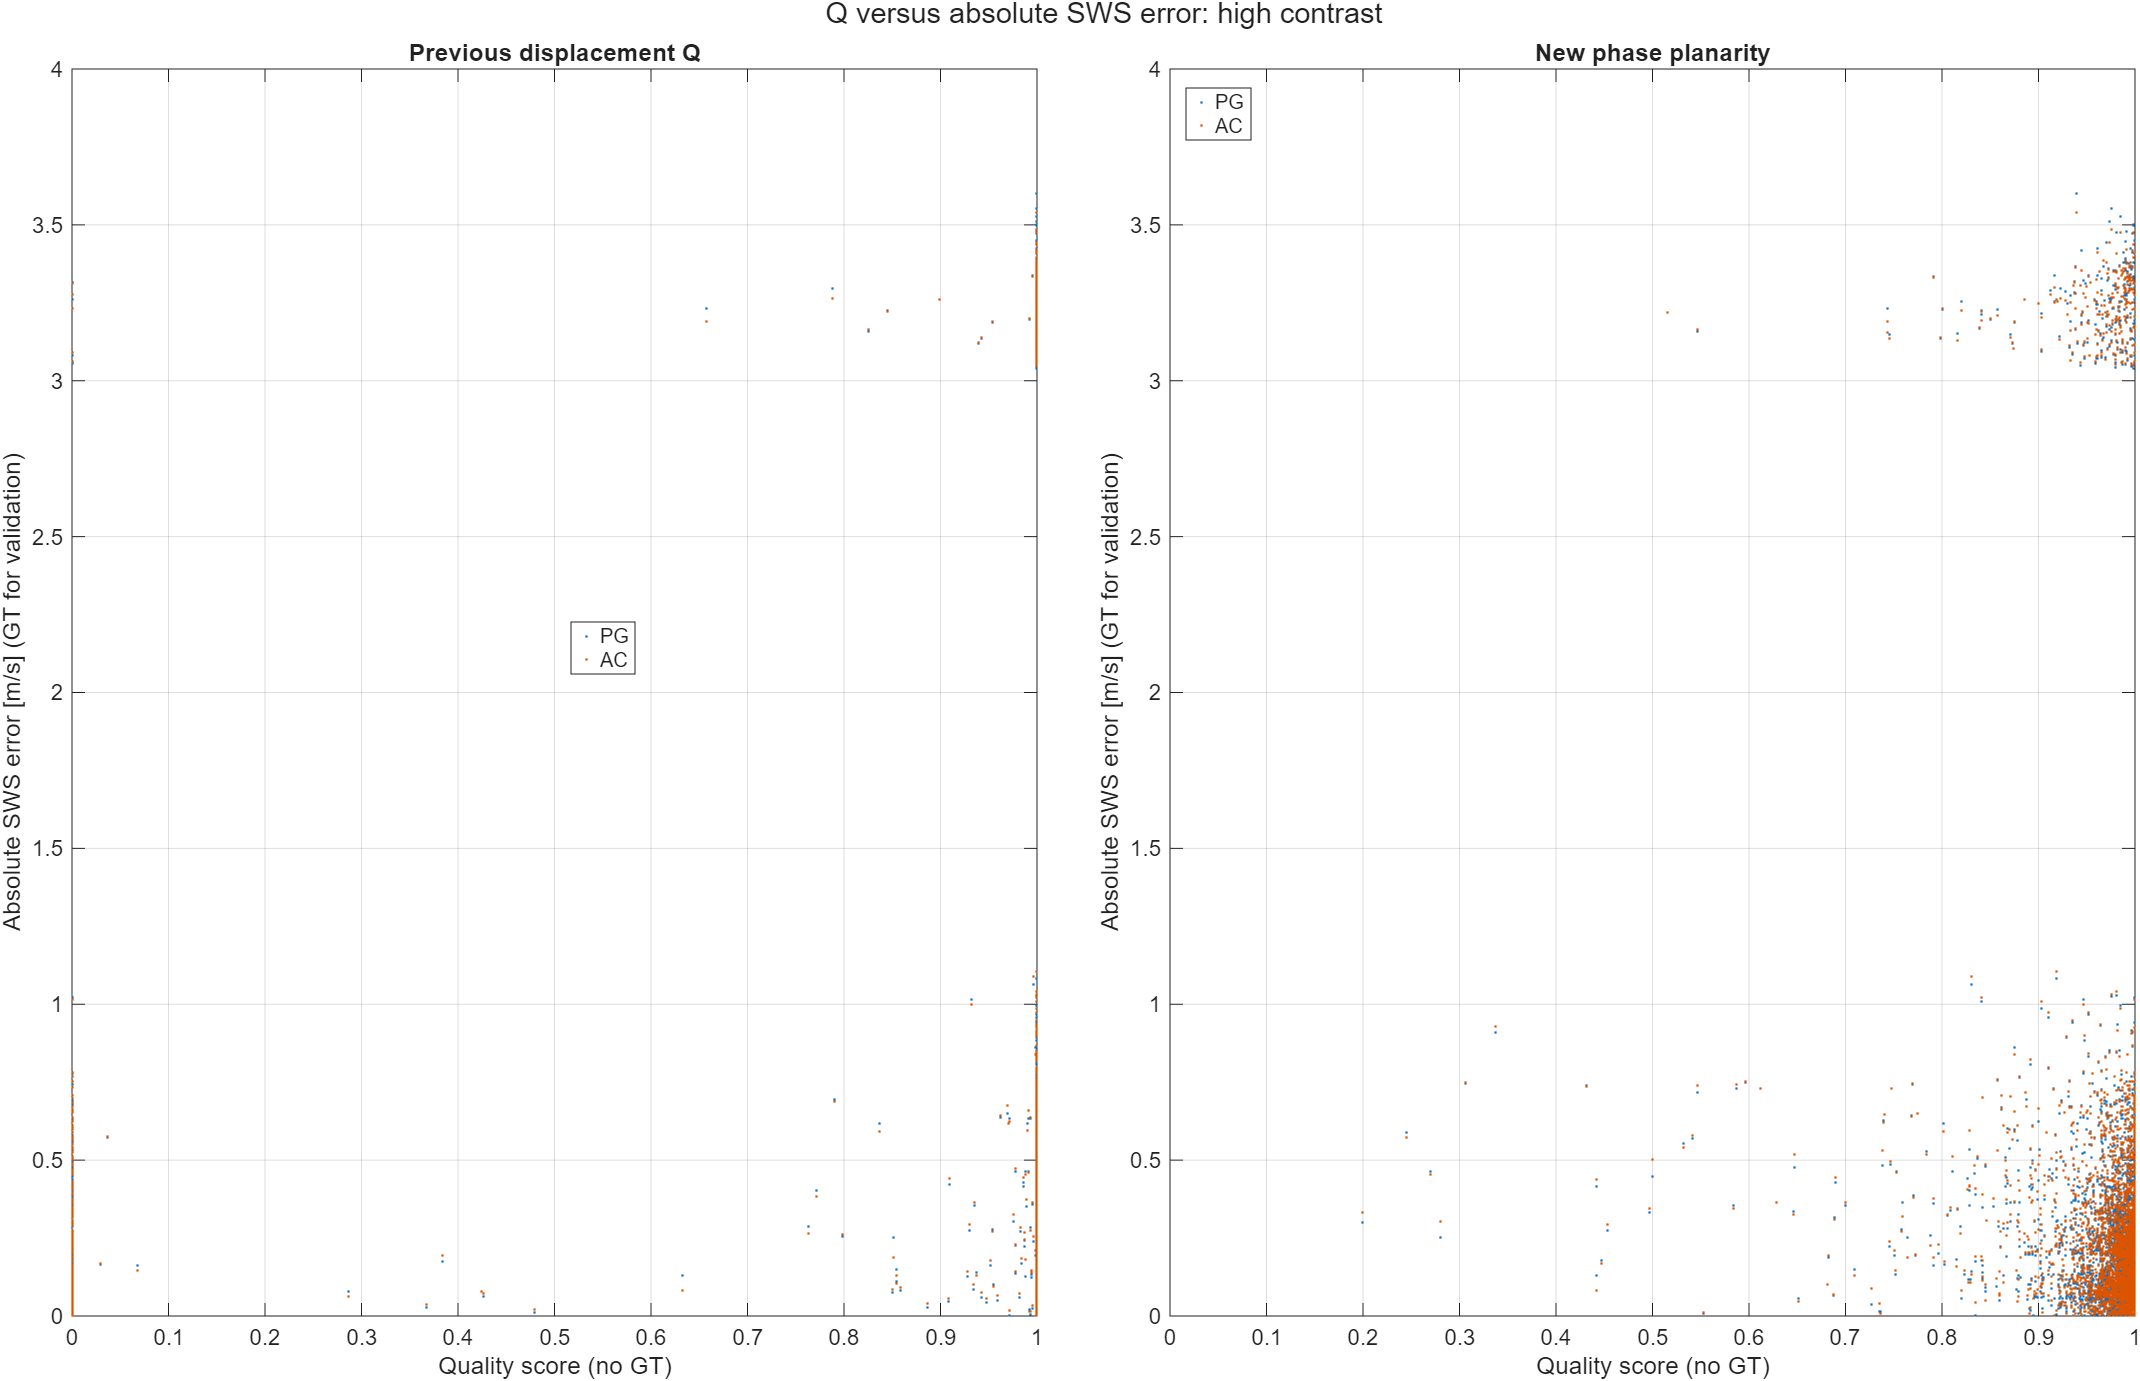 Q versus absolute SWS error: high contrast
Previous displacement Q
4
3.5
3
2.5
2
1.5
1
0.5
0
Absolute SWS error [m/s] (GT for validation)
PG
AC
0 0.1 0.2 0.3 0.4 0.5 0.6 0.7 0.8 0.9 1
Quality score (no GT)
New phase planarity
4
3.5
3
2.5
2
1.5
1
0.5
0
Absolute SWS error [m/s] (GT for validation)
PG
AC
0 0.1 0.2 0.3 0.4 0.5 0.6 0.7 0.8 0.9 1
Quality score (no GT)